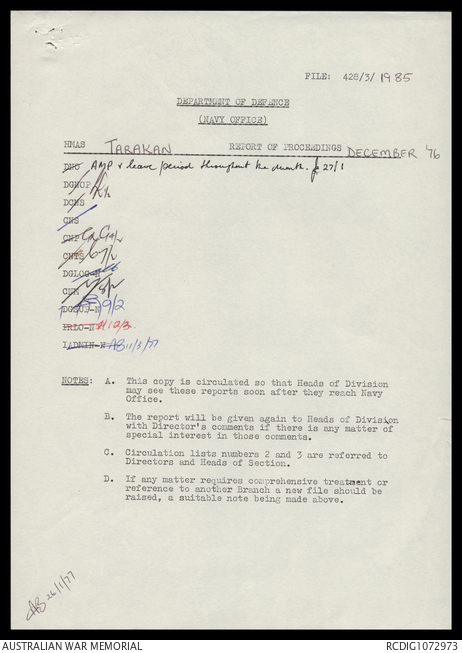 FILE: 428/3/1985
DEPARTMENT OF DEFENCE
(NAVY OFFICE)
HMAS TARAKAN REPORT OF PROCEEDINGS DECEMBER '76
DNO AMP & leave period throughout the month. 27/1
DGNOP
DCNS
CNS
CNP
CNTS
DGLOG-N
CNM
DGSUP-N 9/2
IRLO-N
IADMIN-N AB 11/3/77
NOTES: A. This copy is circulated so that Heads of Division
may see these reports soon after they reach Navy
Office.
B. The report will be given again to Heads of Division
with Director's comments if there is any matter of
special interest in those comments.
C. Circulation lists numbers 2 and 3 are referred to
Directors and Heads of Section.
D. If any matter requires comprehensive treatment or
reference to another Branch a new file should be
raised, a suitable note being made above.
AB 26/1/77
AUSTRALIAN WAR MEMORIAL RCDIG1072973